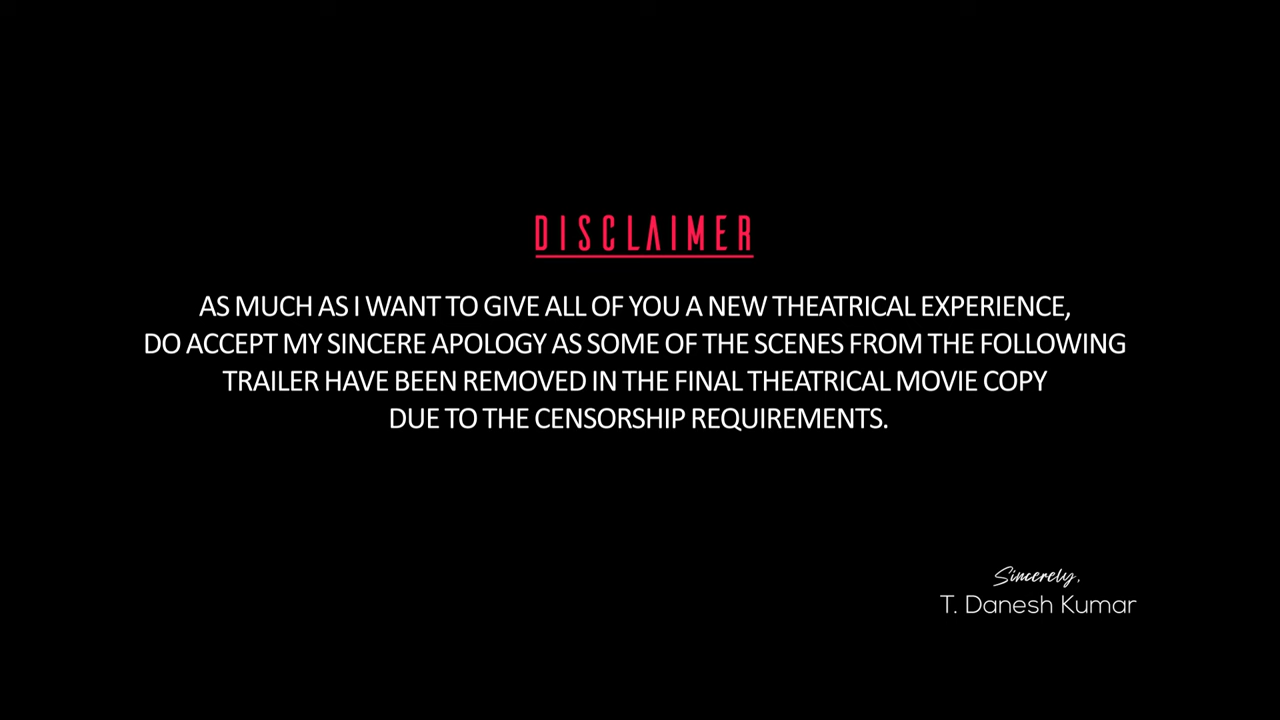 DISCLAIMER
AS MUCH AS I WANT TO GIVE ALL OF YOU A NEW THEATRICAL EXPERIENCE,
DO ACCEPT MY SINCERE APOLOGY AS SOME OF THE SCENES FROM THE FOLLOWING
TRAILER HAVE BEEN REMOVED IN THE FINAL THEATRICAL MOVIE COPY
DUE TO THE CENSORSHIP REQUIREMENTS.
Sincerely,
T. Danesh Kumar